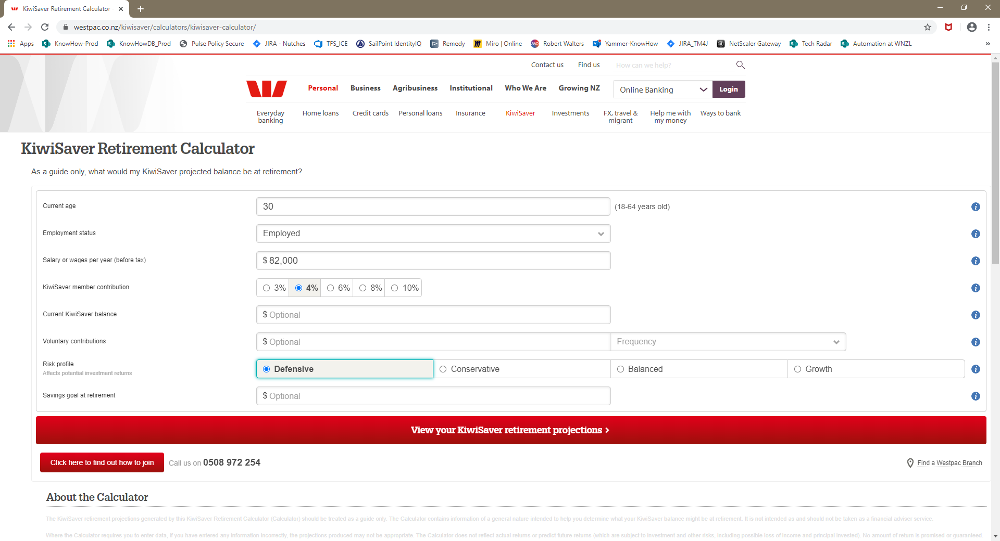 KiwiSaver Retirement Calculator
westpac.co.nz/kiwisaver/calculators/kiwisaver-calculator/
Apps KnowHow-Prod KnowHowDB_Prod Pulse Policy Secure JIRA - Nutches TFS_ICE SailPoint IdentityIQ Remedy Miro | Online 360 Robert Walters Yammer-KnowHow JIRA_TM4J NetScaler Gateway Tech Radar Automation at WNZL »
Contact us Find us How can we help?
Personal Business Agribusiness Institutional Who We Are Growing NZ Online Banking Login
Everyday banking Home loans Credit cards Personal loans Insurance KiwiSaver Investments FX, travel & migrant Help me with my money Ways to bank
KiwiSaver Retirement Calculator
As a guide only, what would my KiwiSaver projected balance be at retirement?
Current age 30 (18-64 years old)
Employment status Employed
Salary or wages per year (before tax) $ 82,000
KiwiSaver member contribution 3% 4% 6% 8% 10%
Current KiwiSaver balance $ Optional
Voluntary contributions $ Optional Frequency
Risk profile Defensive Conservative Balanced Growth
Affects potential investment returns
Savings goal at retirement $ Optional
View your KiwiSaver retirement projections >
Click here to find out how to join Call us on 0508 972 254 Find a Westpac Branch
About the Calculator
The KiwiSaver retirement projections generated by this KiwiSaver Retirement Calculator (Calculator) should be treated as a guide only. The Calculator contains information of a general nature intended to help you determine what your KiwiSaver balance might be at retirement. It is not intended as and should not be taken as a financial adviser service.
Where the Calculator requires you to enter data, if you have entered any information incorrectly, the projections produced may not be appropriate. The Calculator does not reflect actual returns or predict future returns (which are subject to investment and other risks, including possible loss of income and principal invested). No amount of return is promised or guaranteed.